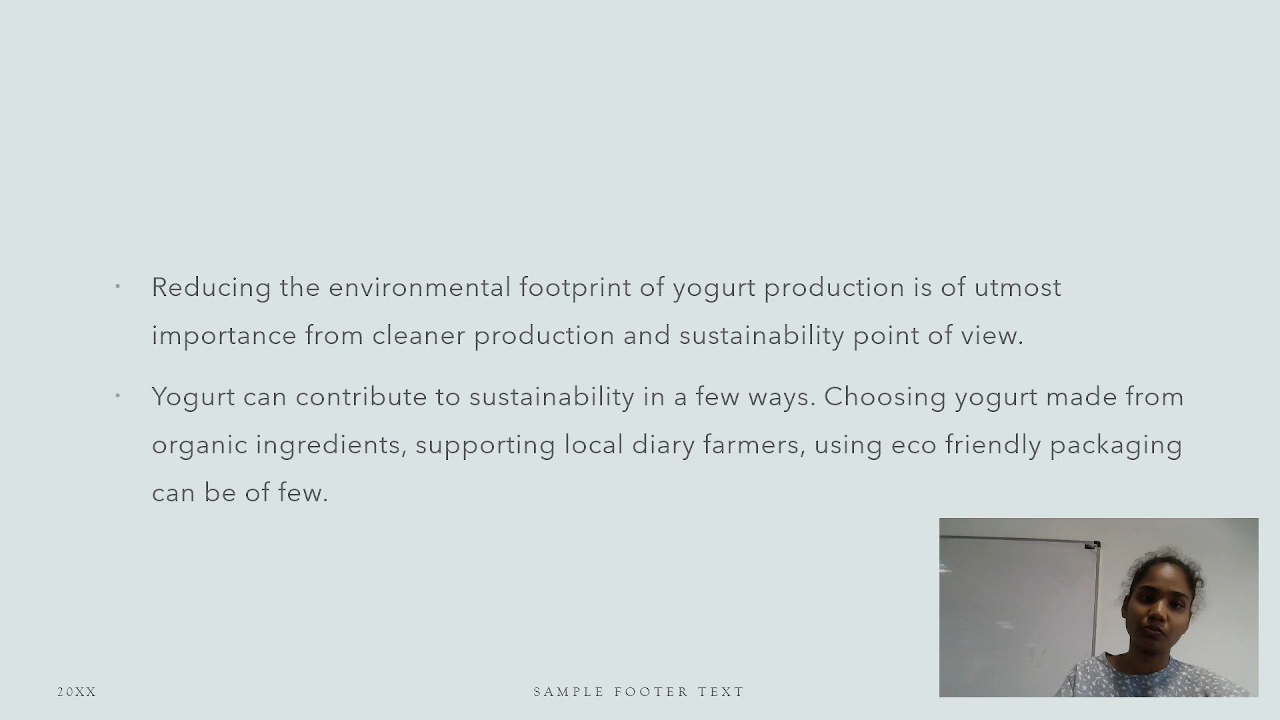 Reducing the environmental footprint of yogurt production is of utmost
importance from cleaner production and sustainability point of view.
Yogurt can contribute to sustainability in a few ways. Choosing yogurt made from
organic ingredients, supporting local diary farmers, using eco friendly packaging
can be of few.
20XX
SAMPLE FOOTER TEXT